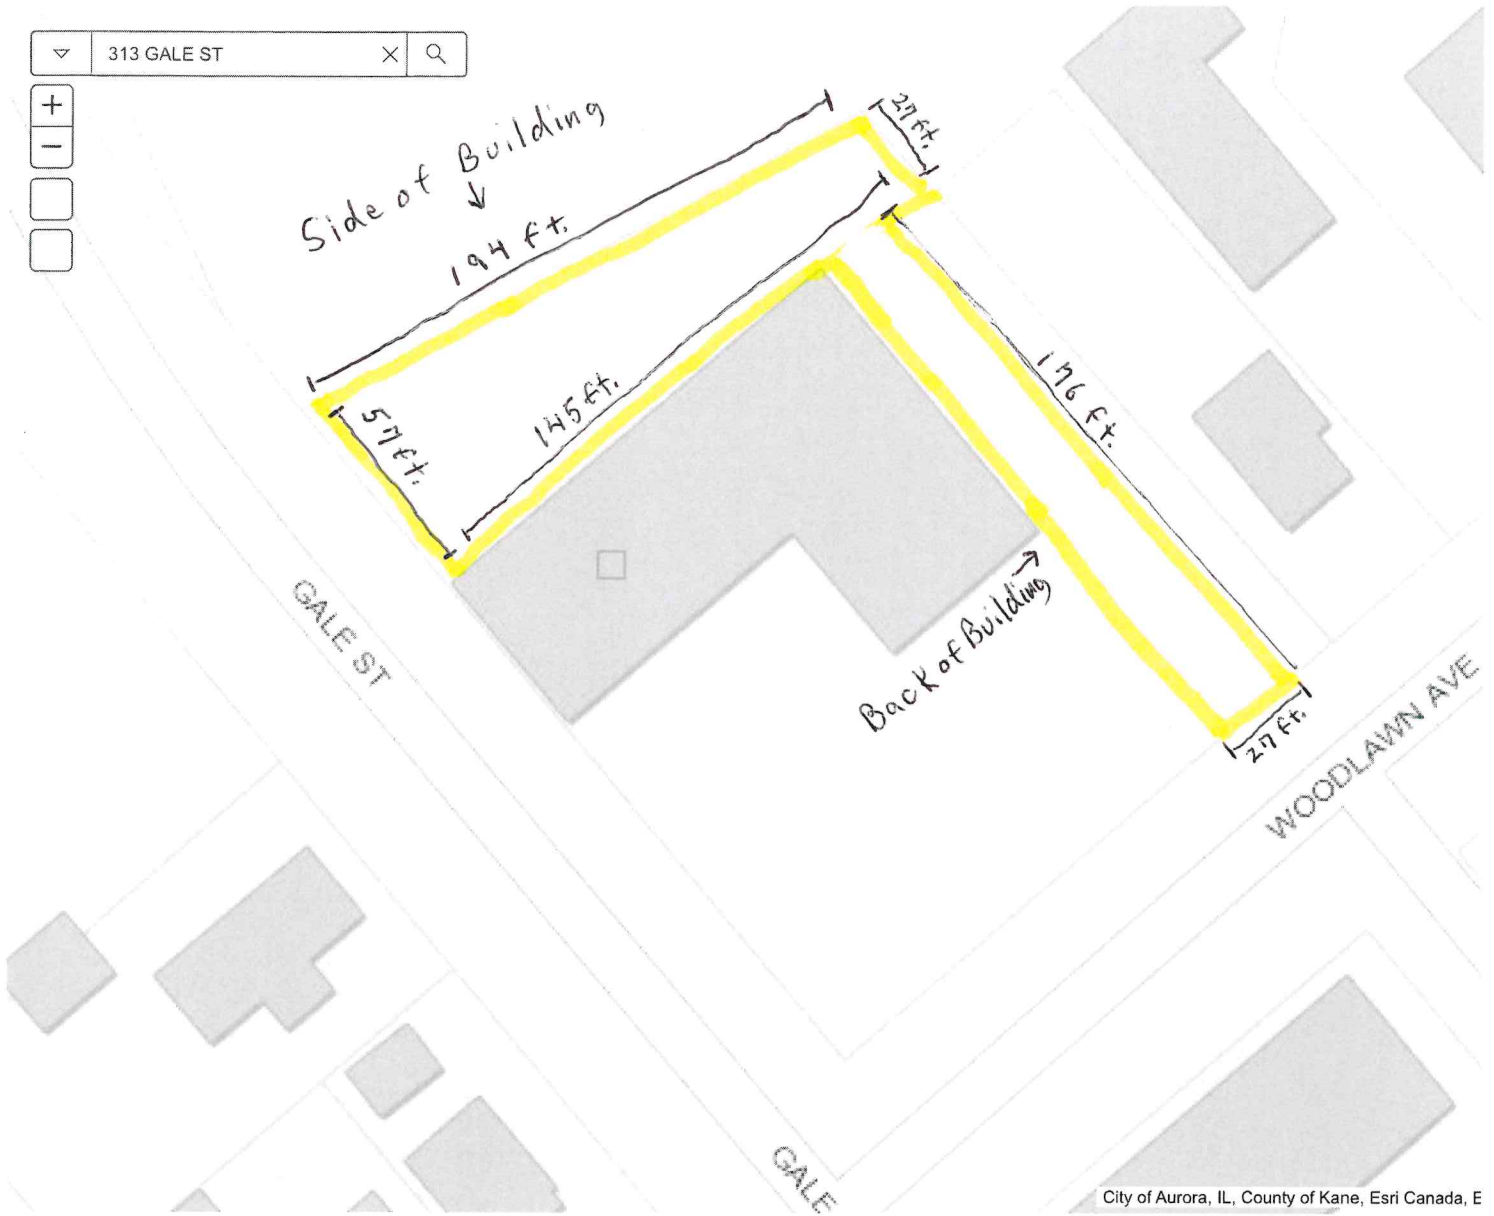 313 GALE ST
Side of Building
27 ft.
194 ft.
57 ft.
145 ft.
176 ft.
GALE ST
Back of Building
27 ft.
WOODLAWN AVE
GALE
City of Aurora, IL, County of Kane, Esri Canada, E